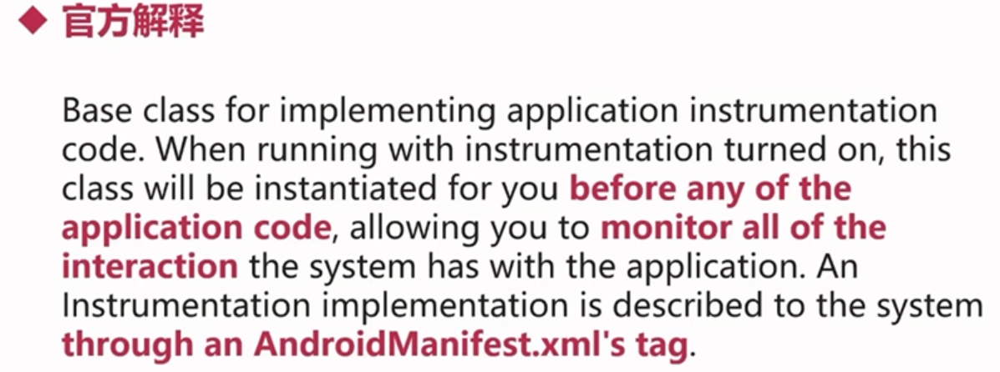 官方解释
Base class for implementing application instrumentation
code. When running with instrumentation turned on, this
class will be instantiated for you before any of the
application code, allowing you to monitor all of the
interaction the system has with the application. An
Instrumentation implementation is described to the system
through an AndroidManifest.xml's tag.